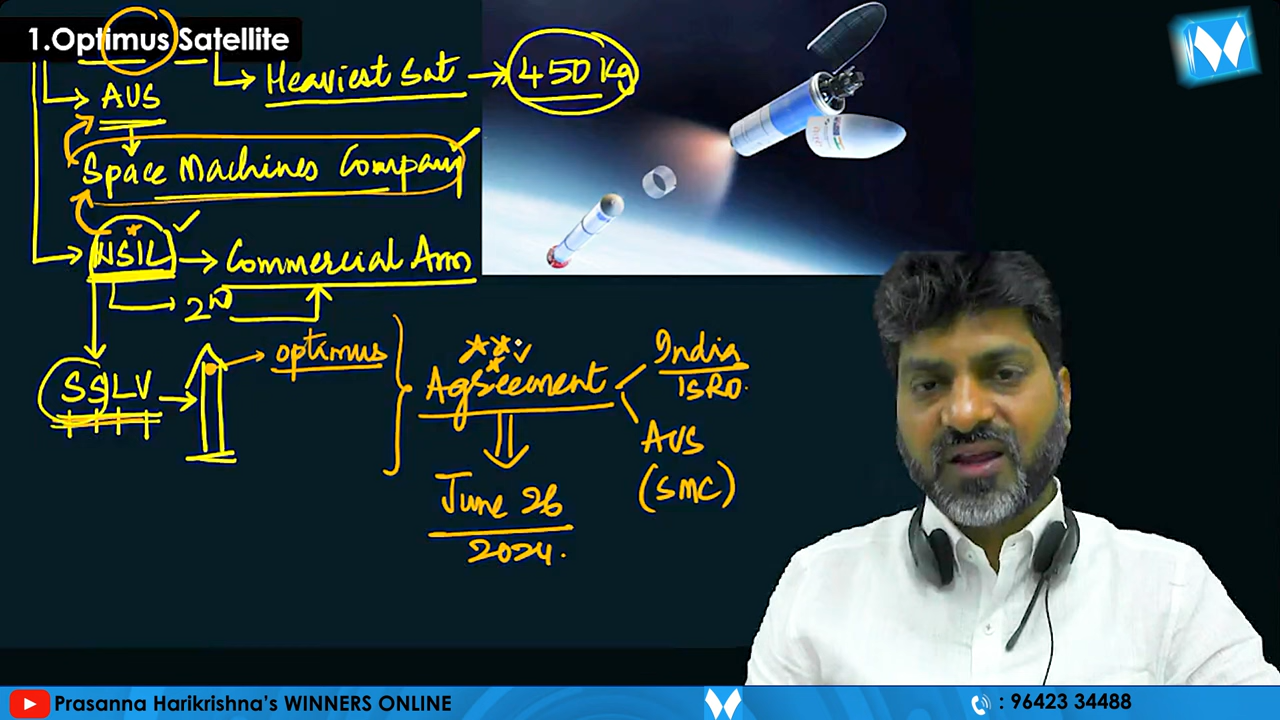 1.Optimus Satellite
Heaviest Sat → 450 Kg
AUS
Space Machines Company
NSIL → Commercial Arm
2nd
SSLV →
optimus
Agreement
India
ISRO.
AUS
(SMC)
June 26
2024.
Prasanna Harikrishna's WINNERS ONLINE
: 96423 34488